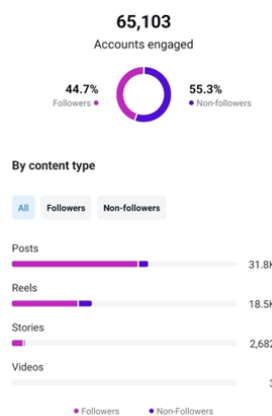 65,103
Accounts engaged
44.7%
Followers
55.3%
Non-followers
By content type
All Followers Non-followers
Posts
31.8K
Reels
18.5K
Stories
2,682
Videos
3
Followers Non-Followers